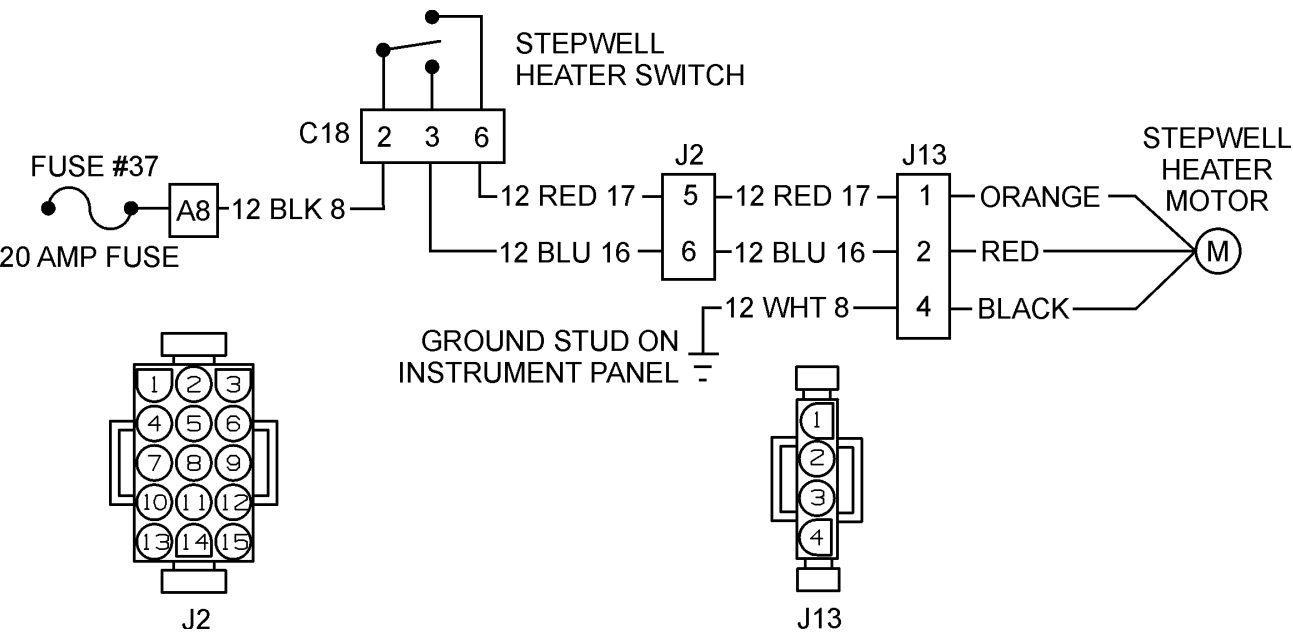 STEPWELL
HEATER SWITCH
C18
2 3 6
FUSE #37
A8
12 BLK 8
20 AMP FUSE
J2
J13
STEPWELL
HEATER
MOTOR
12 RED 17
5
12 RED 17
1
ORANGE
12 BLU 16
6
12 BLU 16
2
RED
M
12 WHT 8
4
BLACK
GROUND STUD ON
INSTRUMENT PANEL
1 2 3
4 5 6
7 8 9
10 11 12
13 14 15
J2
1
2
3
4
J13